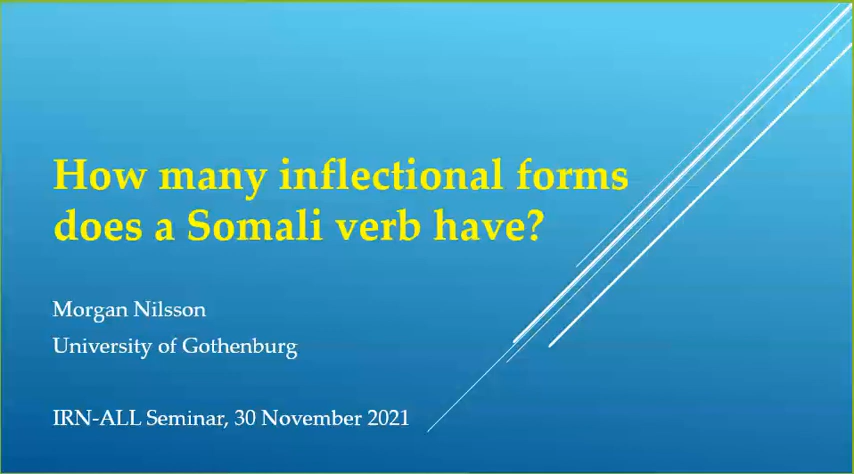 How many inflectional forms
does a Somali verb have?
Morgan Nilsson
University of Gothenburg
IRN-ALL Seminar, 30 November 2021